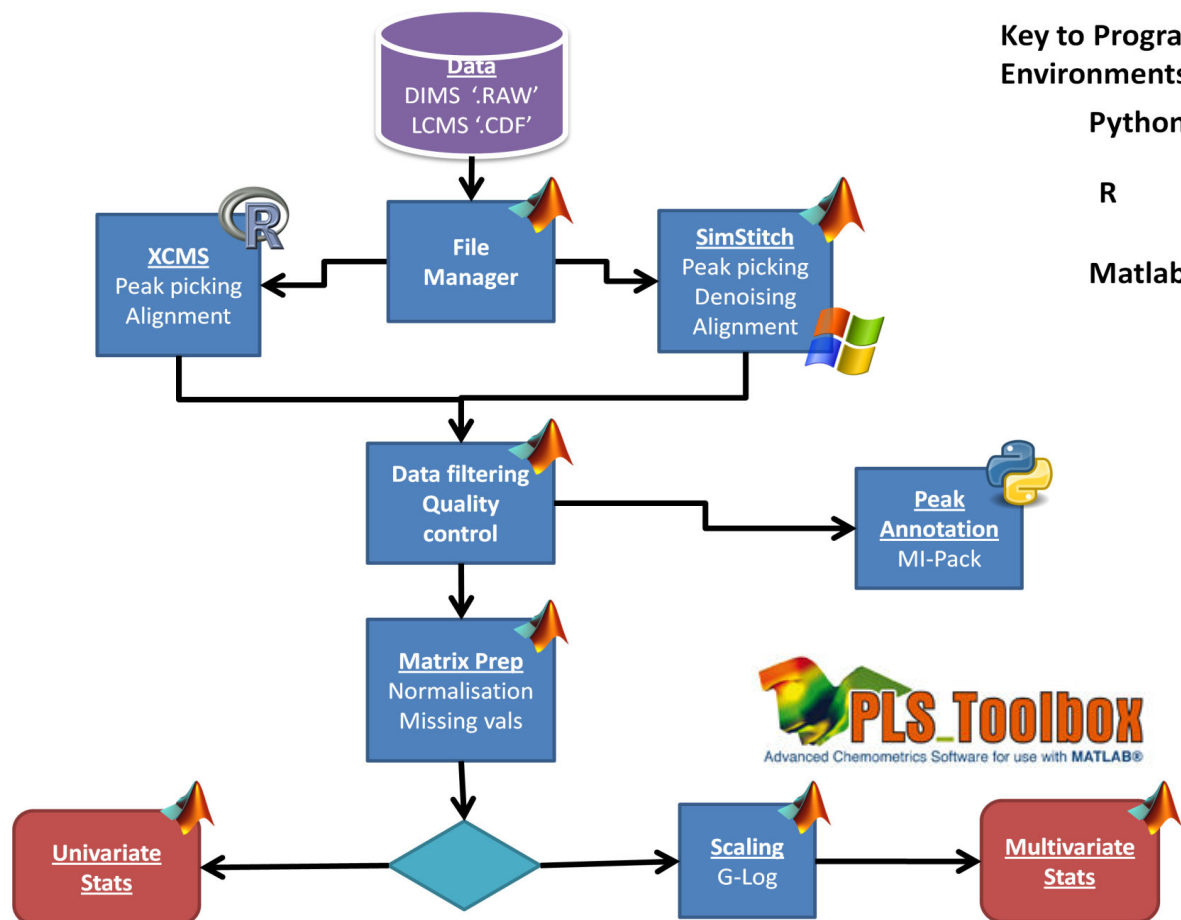 Key to Progra
Environments
Python
R
Matlab
Data
DIMS '.RAW'
LCMS '.CDF'
R
XCMS
Peak picking
Alignment
File
Manager
SimStitch
Peak picking
Denoising
Alignment
Data filtering
Quality
control
Peak
Annotation
MI-Pack
Matrix Prep
Normalisation
Missing vals
PLS_Toolbox
Advanced Chemometrics Software for use with MATLAB®
Univariate
Stats
Scaling
G-Log
Multivariate
Stats